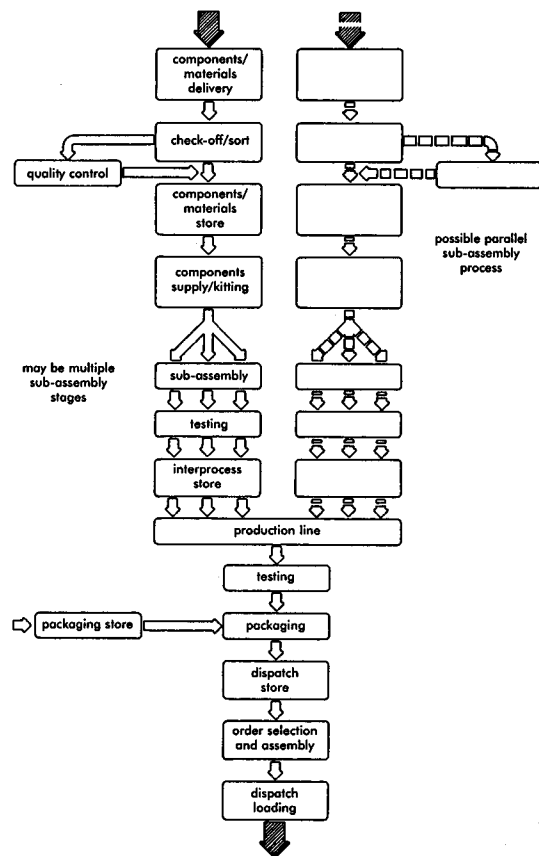 components/
materials
delivery
check-off/sort
quality control
components/
materials
store
possible parallel
sub-assembly
process
components
supply/kitting
may be multiple
sub-assembly
stages
sub-assembly
testing
interprocess
store
production line
testing
packaging store
packaging
dispatch
store
order selection
and assembly
dispatch
loading